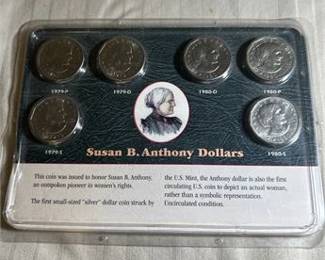 1979-P
1979-D
1980-D
1980-P
1979-S
1980-S
Susan B. Anthony Dollars
This coin was issued to honor Susan B. Anthony,
an outspoken pioneer in women's rights.
The first small-sized "silver" dollar coin struck by
the U.S. Mint, the Anthony dollar is also the first
circulating U.S. coin to depict an actual woman,
rather than a symbolic representation.
Uncirculated condition.